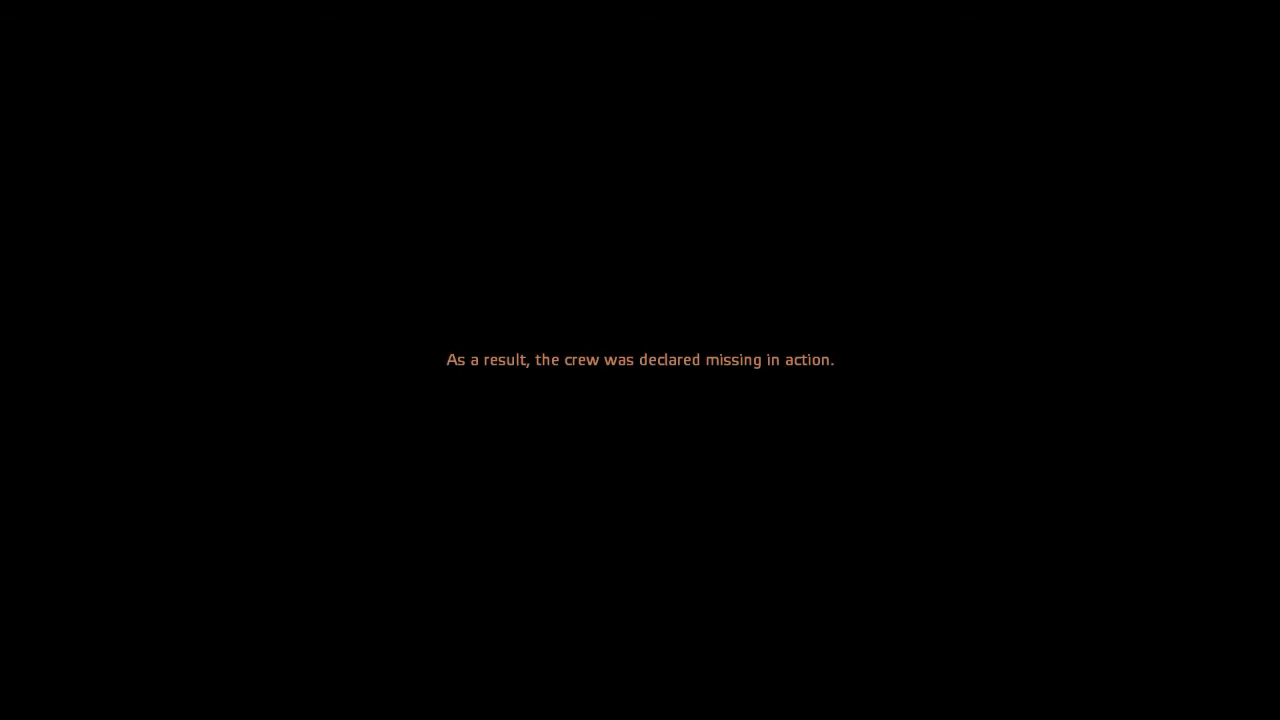 As a result, the crew was declared missing in action.